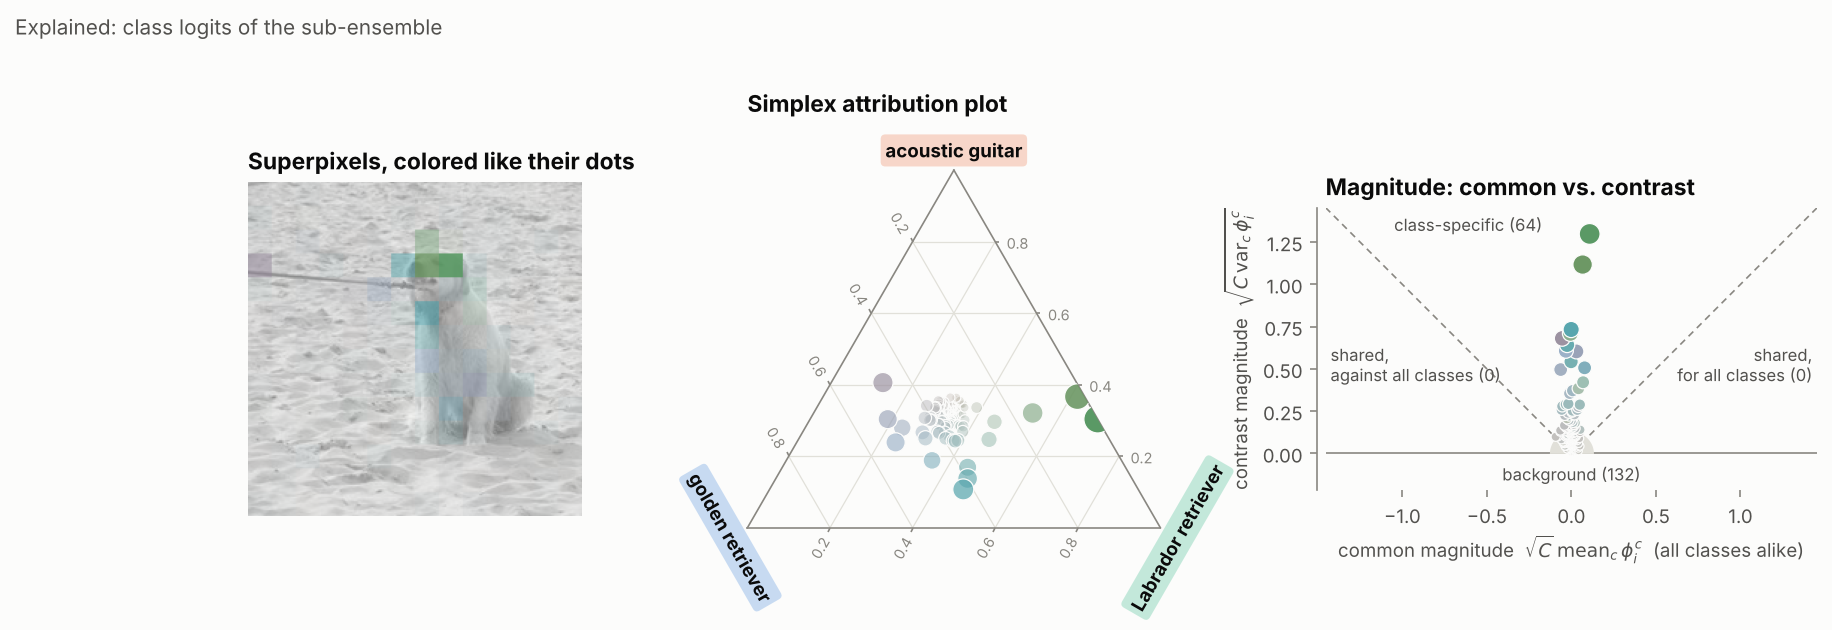 Explained: class logits of the sub-ensemble
Superpixels, colored like their dots
Simplex attribution plot
acoustic guitar
golden retriever
Labrador retriever
0.2
0.4
0.6
0.8
0.8
0.6
0.4
0.2
0.2
0.4
0.6
0.8
Magnitude: common vs. contrast
class-specific (64)
shared,
against all classes (0)
shared,
for all classes (0)
background (132)
1.25
1.00
0.75
0.50
0.25
0.00
−1.0
−0.5
0.0
0.5
1.0
contrast magnitude √C var_c ϕ_i^c
common magnitude √C mean_c ϕ_i^c (all classes alike)